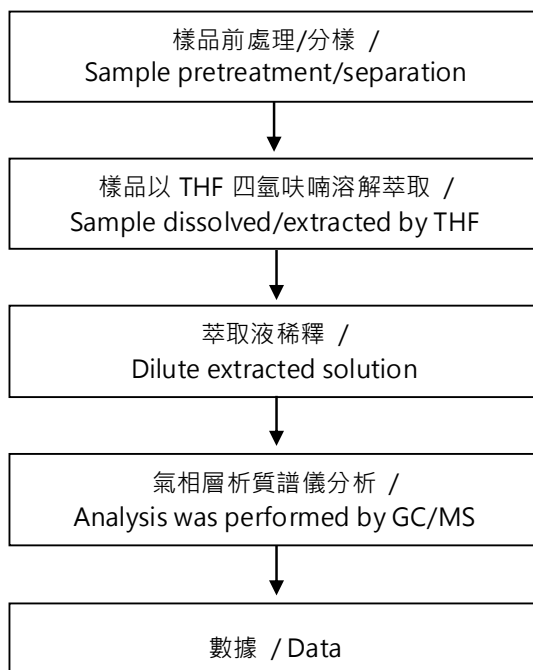 樣品前處理/分樣 /
Sample pretreatment/separation
樣品以 THF 四氫呋喃溶解萃取 /
Sample dissolved/extracted by THF
萃取液稀釋 /
Dilute extracted solution
氣相層析質譜儀分析 /
Analysis was performed by GC/MS
數據 / Data